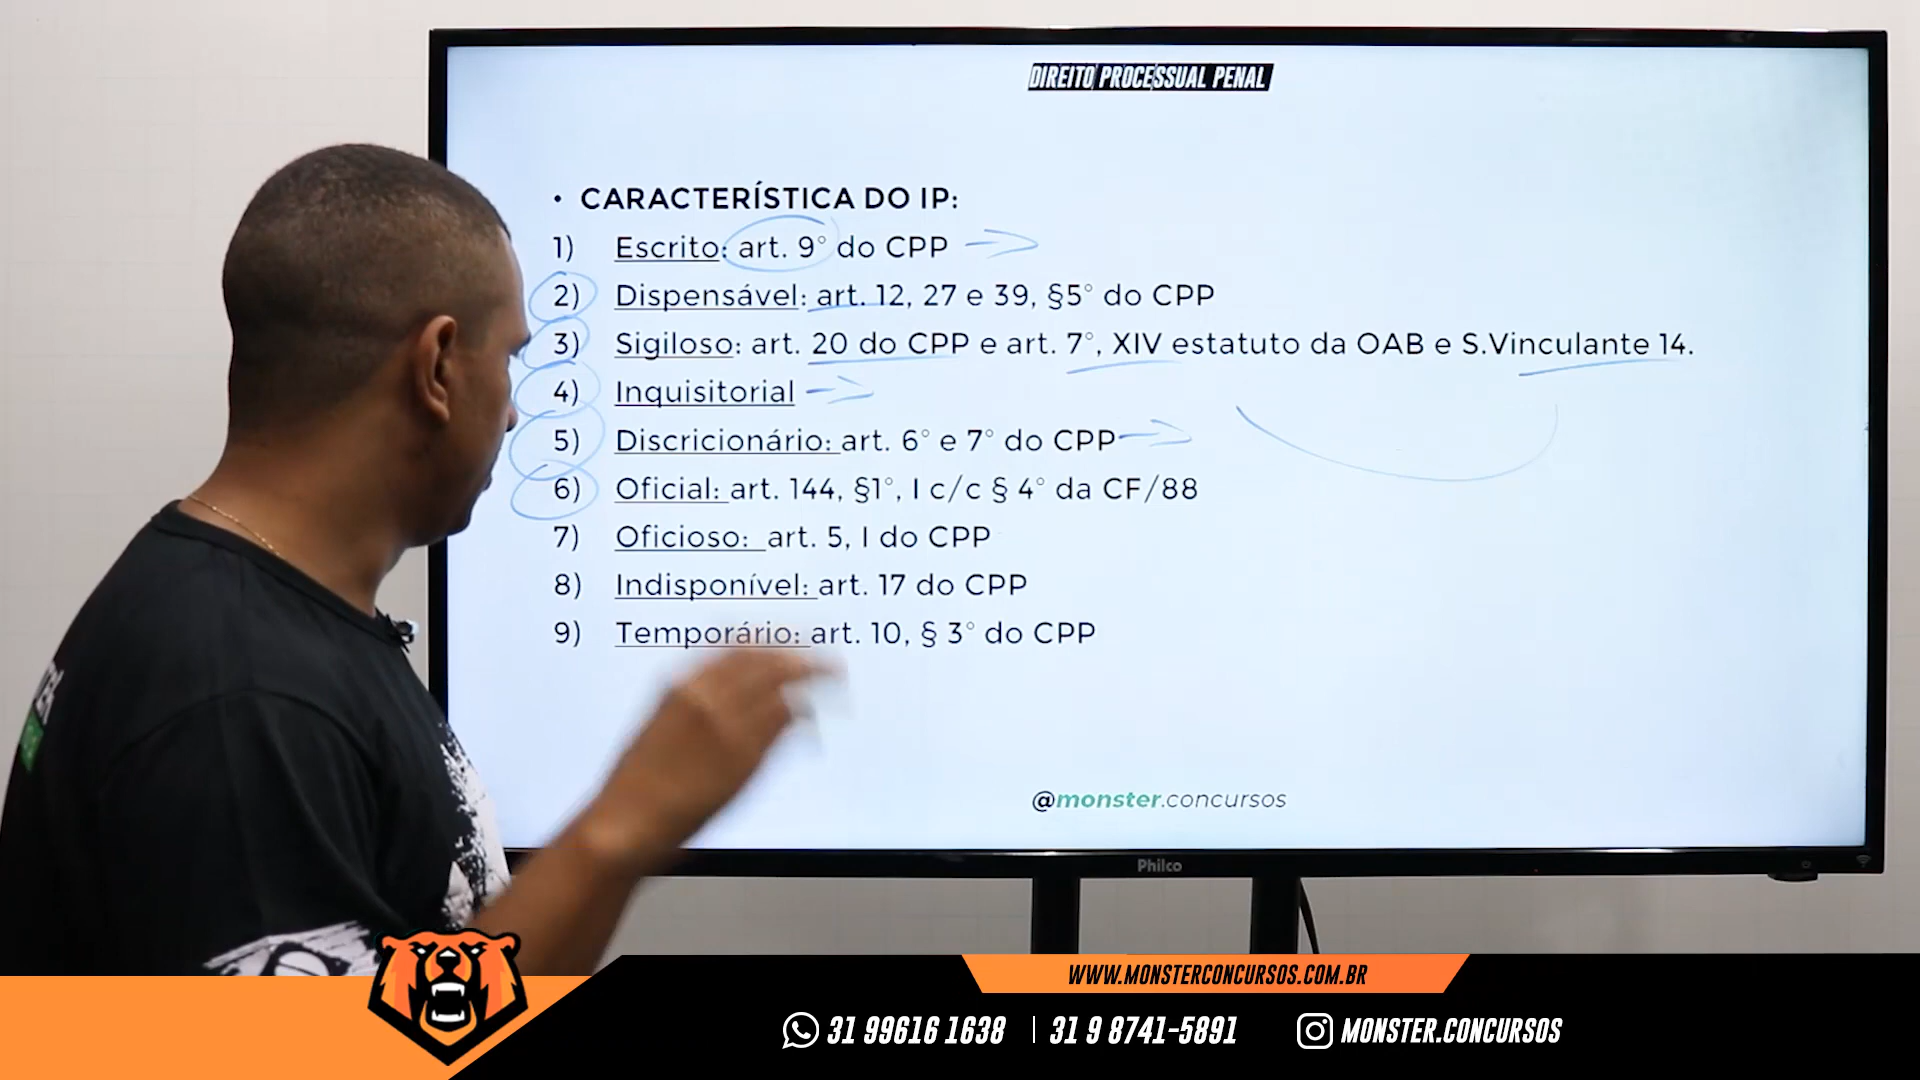 DIREITO PROCESSUAL PENAL
• CARACTERÍSTICA DO IP:
1) Escrito: art. 9° do CPP
2) Dispensável: art. 12, 27 e 39, §5° do CPP
3) Sigiloso: art. 20 do CPP e art. 7°, XIV estatuto da OAB e S.Vinculante 14.
4) Inquisitorial
5) Discricionário: art. 6° e 7° do CPP
6) Oficial: art. 144, §1°, I c/c § 4° da CF/88
7) Oficioso: art. 5, I do CPP
8) Indisponível: art. 17 do CPP
9) Temporário: art. 10, § 3° do CPP
@monster.concursos
Philco
WWW.MONSTERCONCURSOS.COM.BR
31 99616 1638 | 31 9 8741-5891 MONSTER.CONCURSOS